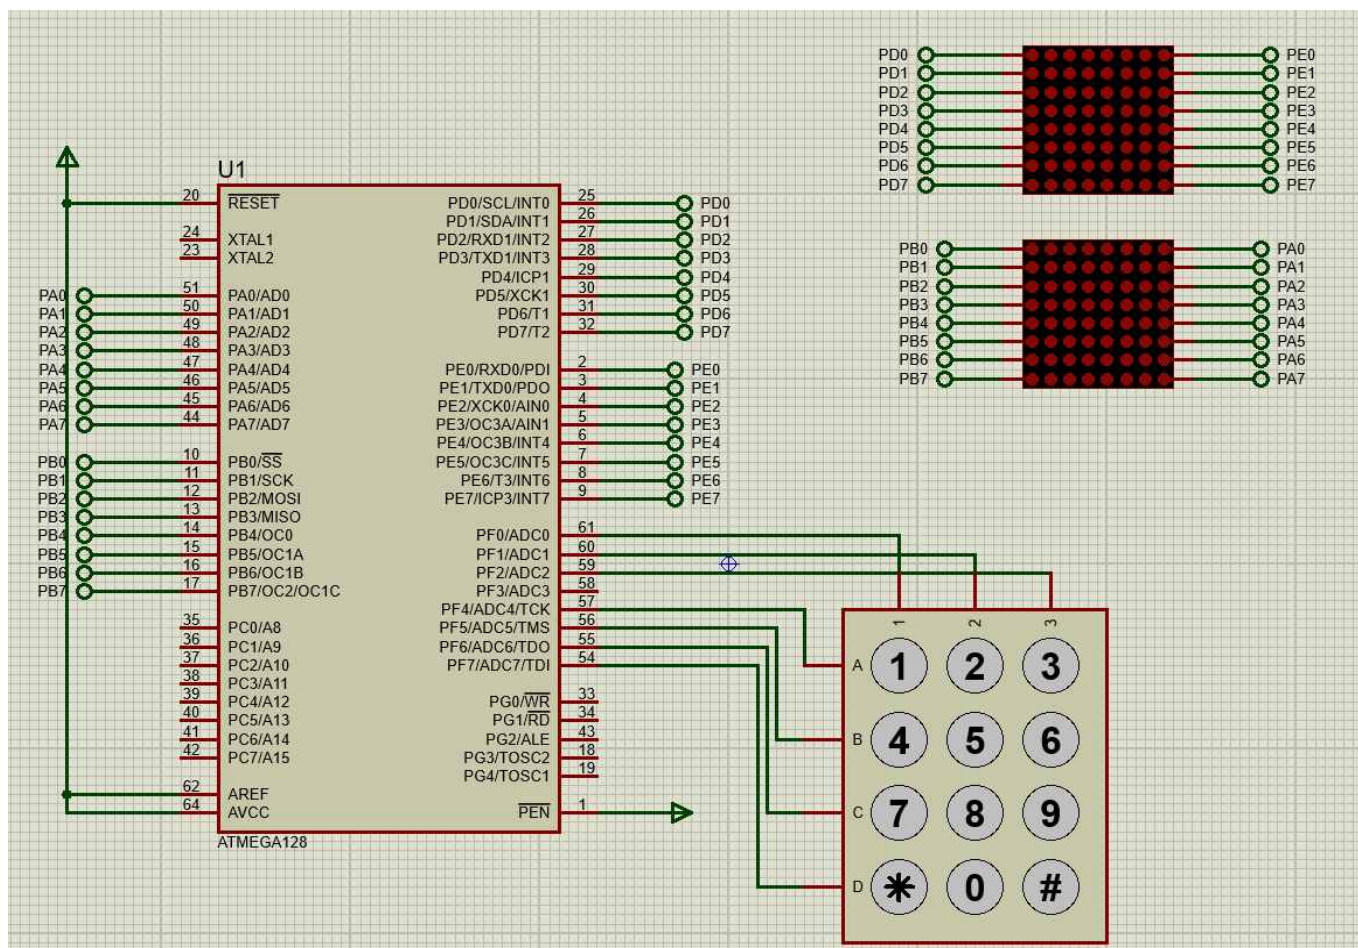 PD0 PE0
PD1 PE1
PD2 PE2
PD3 PE3
PD4 PE4
PD5 PE5
PD6 PE6
PD7 PE7
PB0 PA0
PB1 PA1
PB2 PA2
PB3 PA3
PB4 PA4
PB5 PA5
PB6 PA6
PB7 PA7
U1
20 RESET PD0/SCL/INT0 25 PD0
PD1/SDA/INT1 26 PD1
24 XTAL1 PD2/RXD1/INT2 27 PD2
23 XTAL2 PD3/TXD1/INT3 28 PD3
PD4/ICP1 29 PD4
PA0 51 PA0/AD0 PD5/XCK1 30 PD5
PA1 50 PA1/AD1 PD6/T1 31 PD6
PA2 49 PA2/AD2 PD7/T2 32 PD7
PA3 48 PA3/AD3
PA4 47 PA4/AD4 PE0/RXD0/PDI 2 PE0
PA5 46 PA5/AD5 PE1/TXD0/PDO 3 PE1
PA6 45 PA6/AD6 PE2/XCK0/AIN0 4 PE2
PA7 44 PA7/AD7 PE3/OC3A/AIN1 5 PE3
PE4/OC3B/INT4 6 PE4
PB0 10 PB0/SS PE5/OC3C/INT5 7 PE5
PB1 11 PB1/SCK PE6/T3/INT6 8 PE6
PB2 12 PB2/MOSI PE7/ICP3/INT7 9 PE7
PB3 13 PB3/MISO
PB4 14 PB4/OC0 PF0/ADC0 61
PB5 15 PB5/OC1A PF1/ADC1 60
PB6 16 PB6/OC1B PF2/ADC2 59
PB7 17 PB7/OC2/OC1C PF3/ADC3 58
PF4/ADC4/TCK 57
35 PC0/A8 PF5/ADC5/TMS 56
36 PC1/A9 PF6/ADC6/TDO 55
37 PC2/A10 PF7/ADC7/TDI 54
38 PC3/A11
39 PC4/A12 PG0/WR 33
40 PC5/A13 PG1/RD 34
41 PC6/A14 PG2/ALE 43
42 PC7/A15 PG3/TOSC2 18
PG4/TOSC1 19
62 AREF
64 AVCC PEN 1
ATMEGA128
1 2 3
A 1 2 3
B 4 5 6
C 7 8 9
D * 0 #